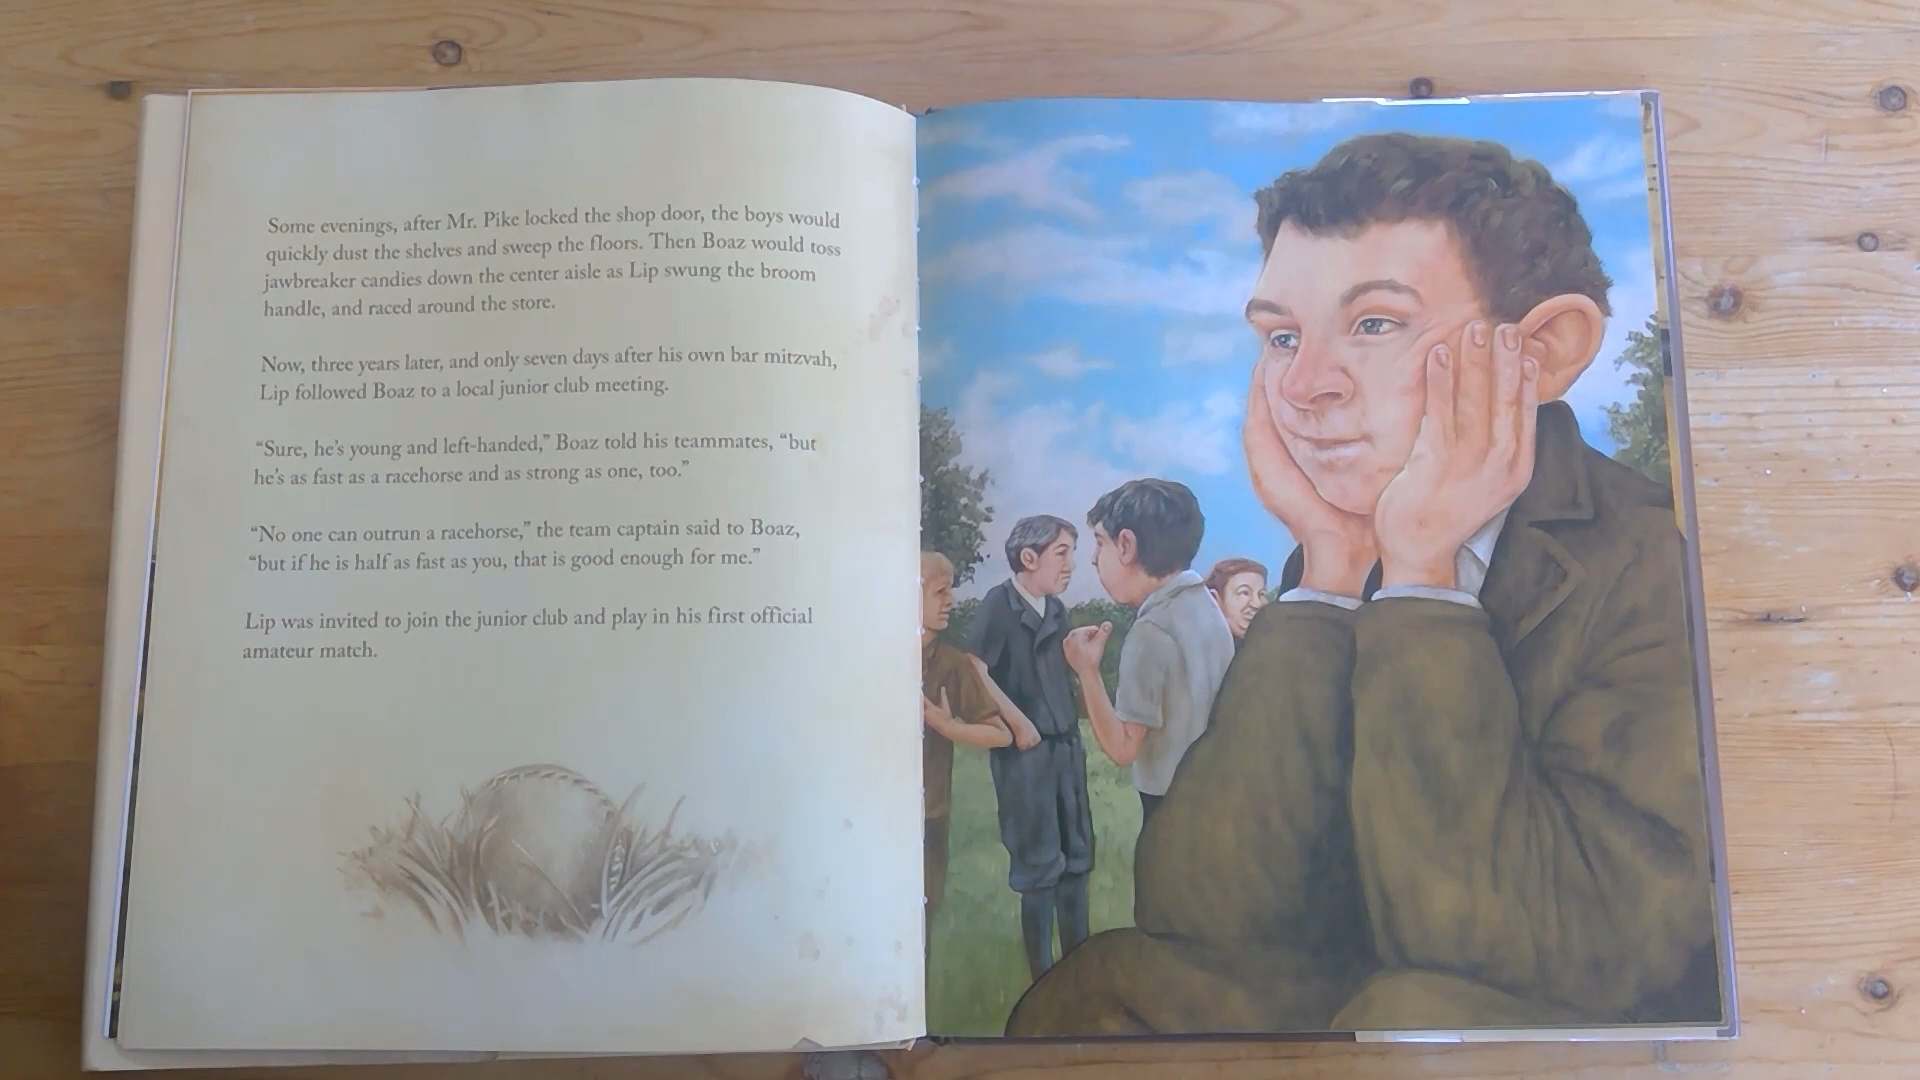 Some evenings, after Mr. Pike locked the shop door, the boys would
quickly dust the shelves and sweep the floors. Then Boaz would toss
jawbreaker candies down the center aisle as Lip swung the broom
handle, and raced around the store.
Now, three years later, and only seven days after his own bar mitzvah,
Lip followed Boaz to a local junior club meeting.
“Sure, he’s young and left-handed,” Boaz told his teammates, “but
he’s as fast as a racehorse and as strong as one, too.”
“No one can outrun a racehorse,” the team captain said to Boaz,
“but if he is half as fast as you, that is good enough for me.”
Lip was invited to join the junior club and play in his first official
amateur match.